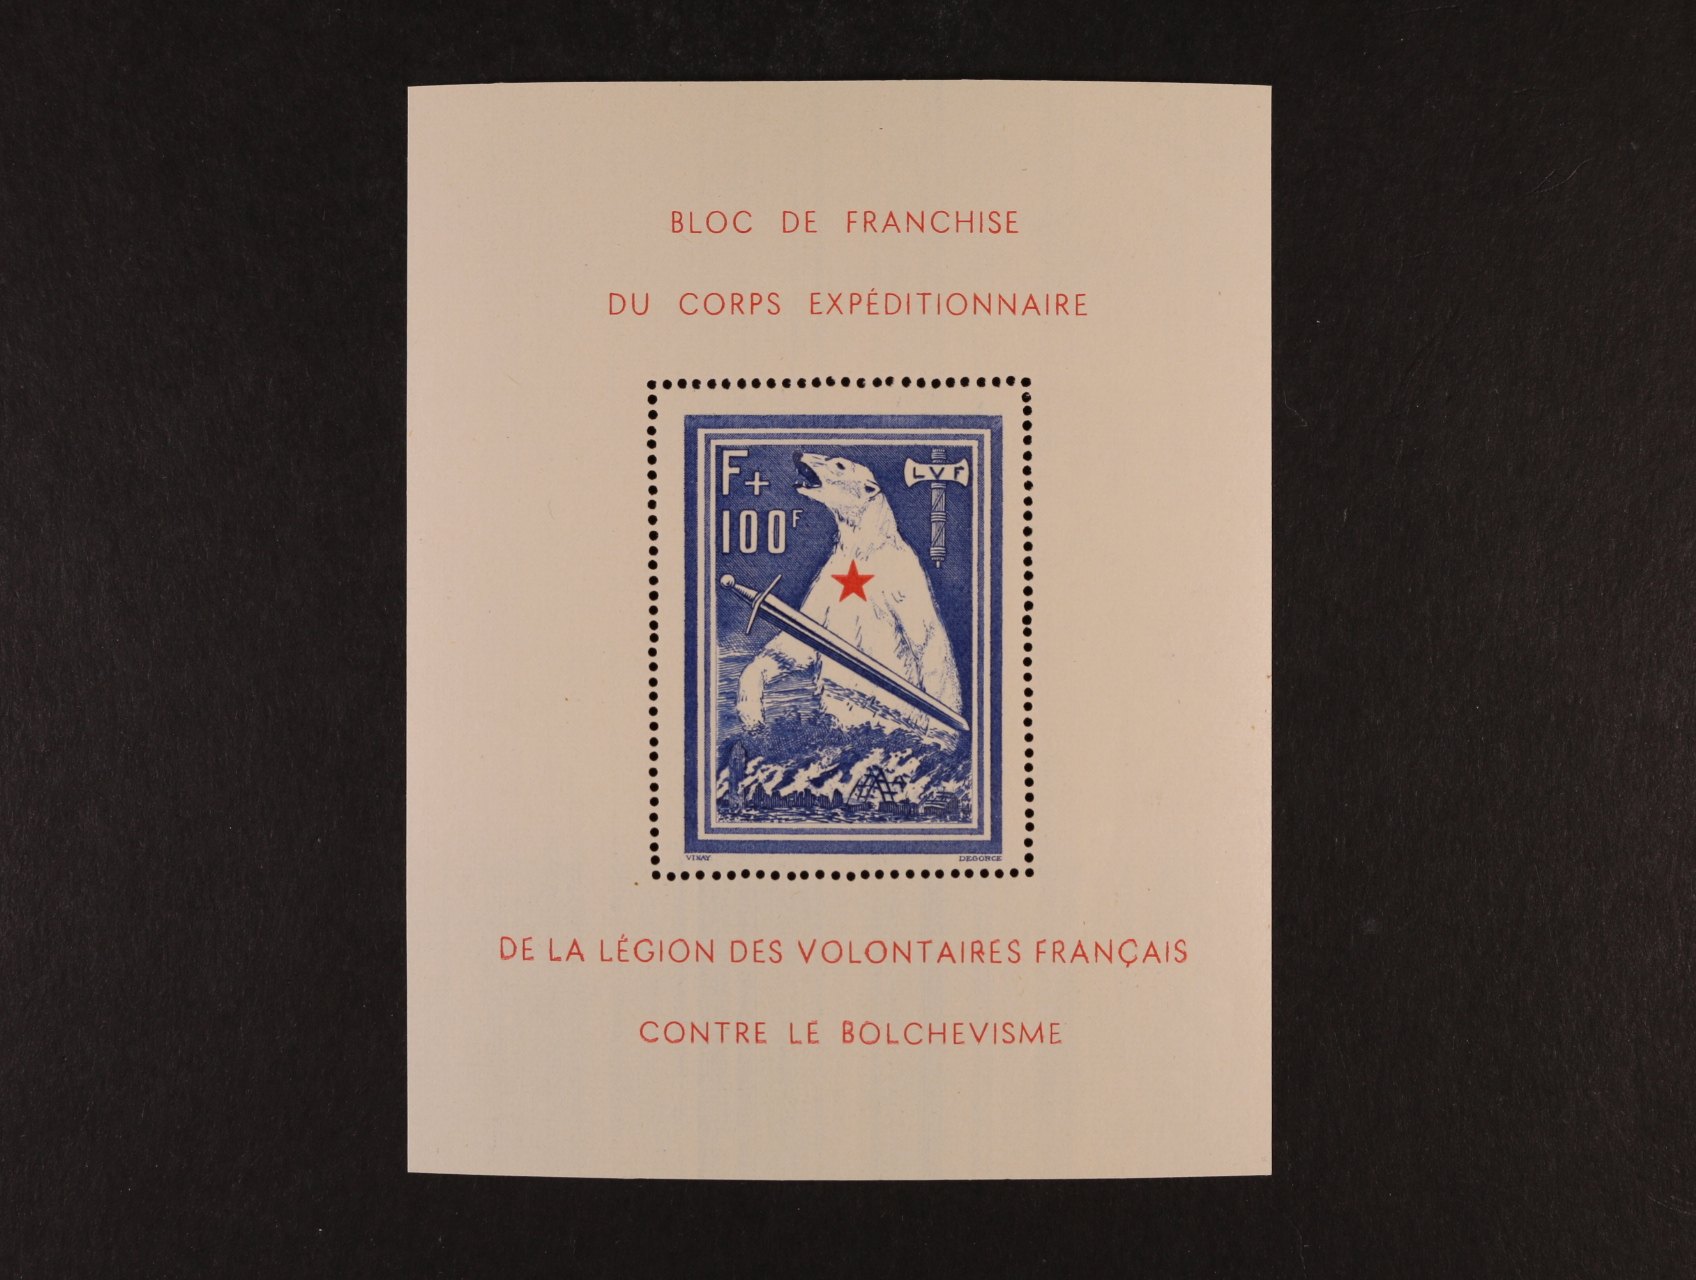 BLOC DE FRANCHISE
DU CORPS EXPÉDITIONNAIRE
F+
100F
LVF
VIRAY
DEGORCE
DE LA LÉGION DES VOLONTAIRES FRANÇAIS
CONTRE LE BOLCHEVISME